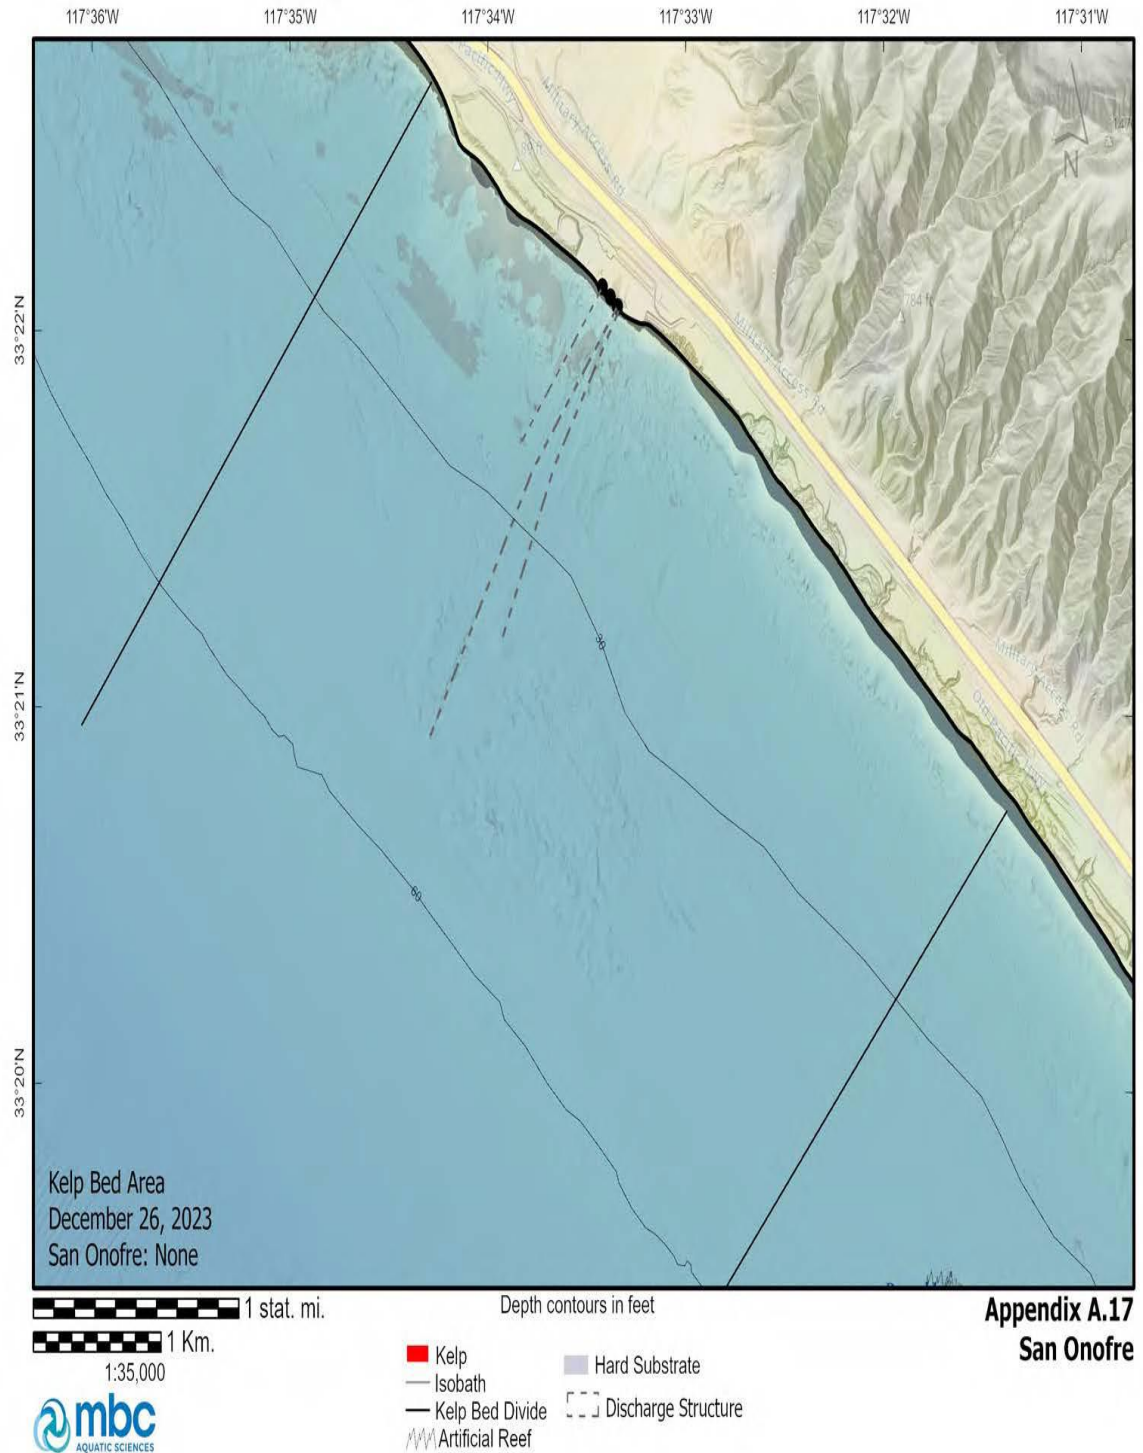 117°36'W 117°35'W 117°34'W 117°33'W 117°32'W 117°31'W
Military Access Rd
89 ft
N
784 ft
33°22'N
Military Access Rd
30
33°21'N
Military Access Rd
Old Pacific Hwy
60
33°20'N
Kelp Bed Area
December 26, 2023
San Onofre: None
1 stat. mi.
Depth contours in feet
Appendix A.17
San Onofre
1 Km.
1:35,000
Kelp
Isobath
Kelp Bed Divide
Artificial Reef
Hard Substrate
Discharge Structure
mbc
AQUATIC SCIENCES